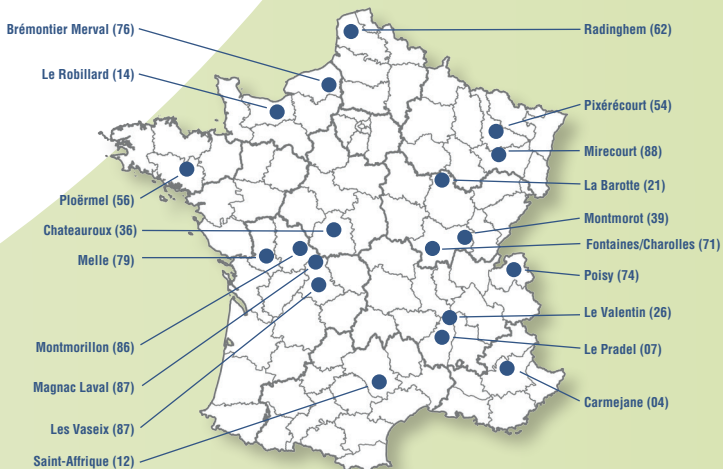 Brémontier Merval (76)
Le Robillard (14)
Ploërmel (56)
Chateauroux (36)
Melle (79)
Montmorillon (86)
Magnac Laval (87)
Les Vaseix (87)
Saint-Affrique (12)
Radinghem (62)
Pixérécourt (54)
Mirecourt (88)
La Barotte (21)
Montmorot (39)
Fontaines/Charolles (71)
Poisy (74)
Le Valentin (26)
Le Pradel (07)
Carmejane (04)